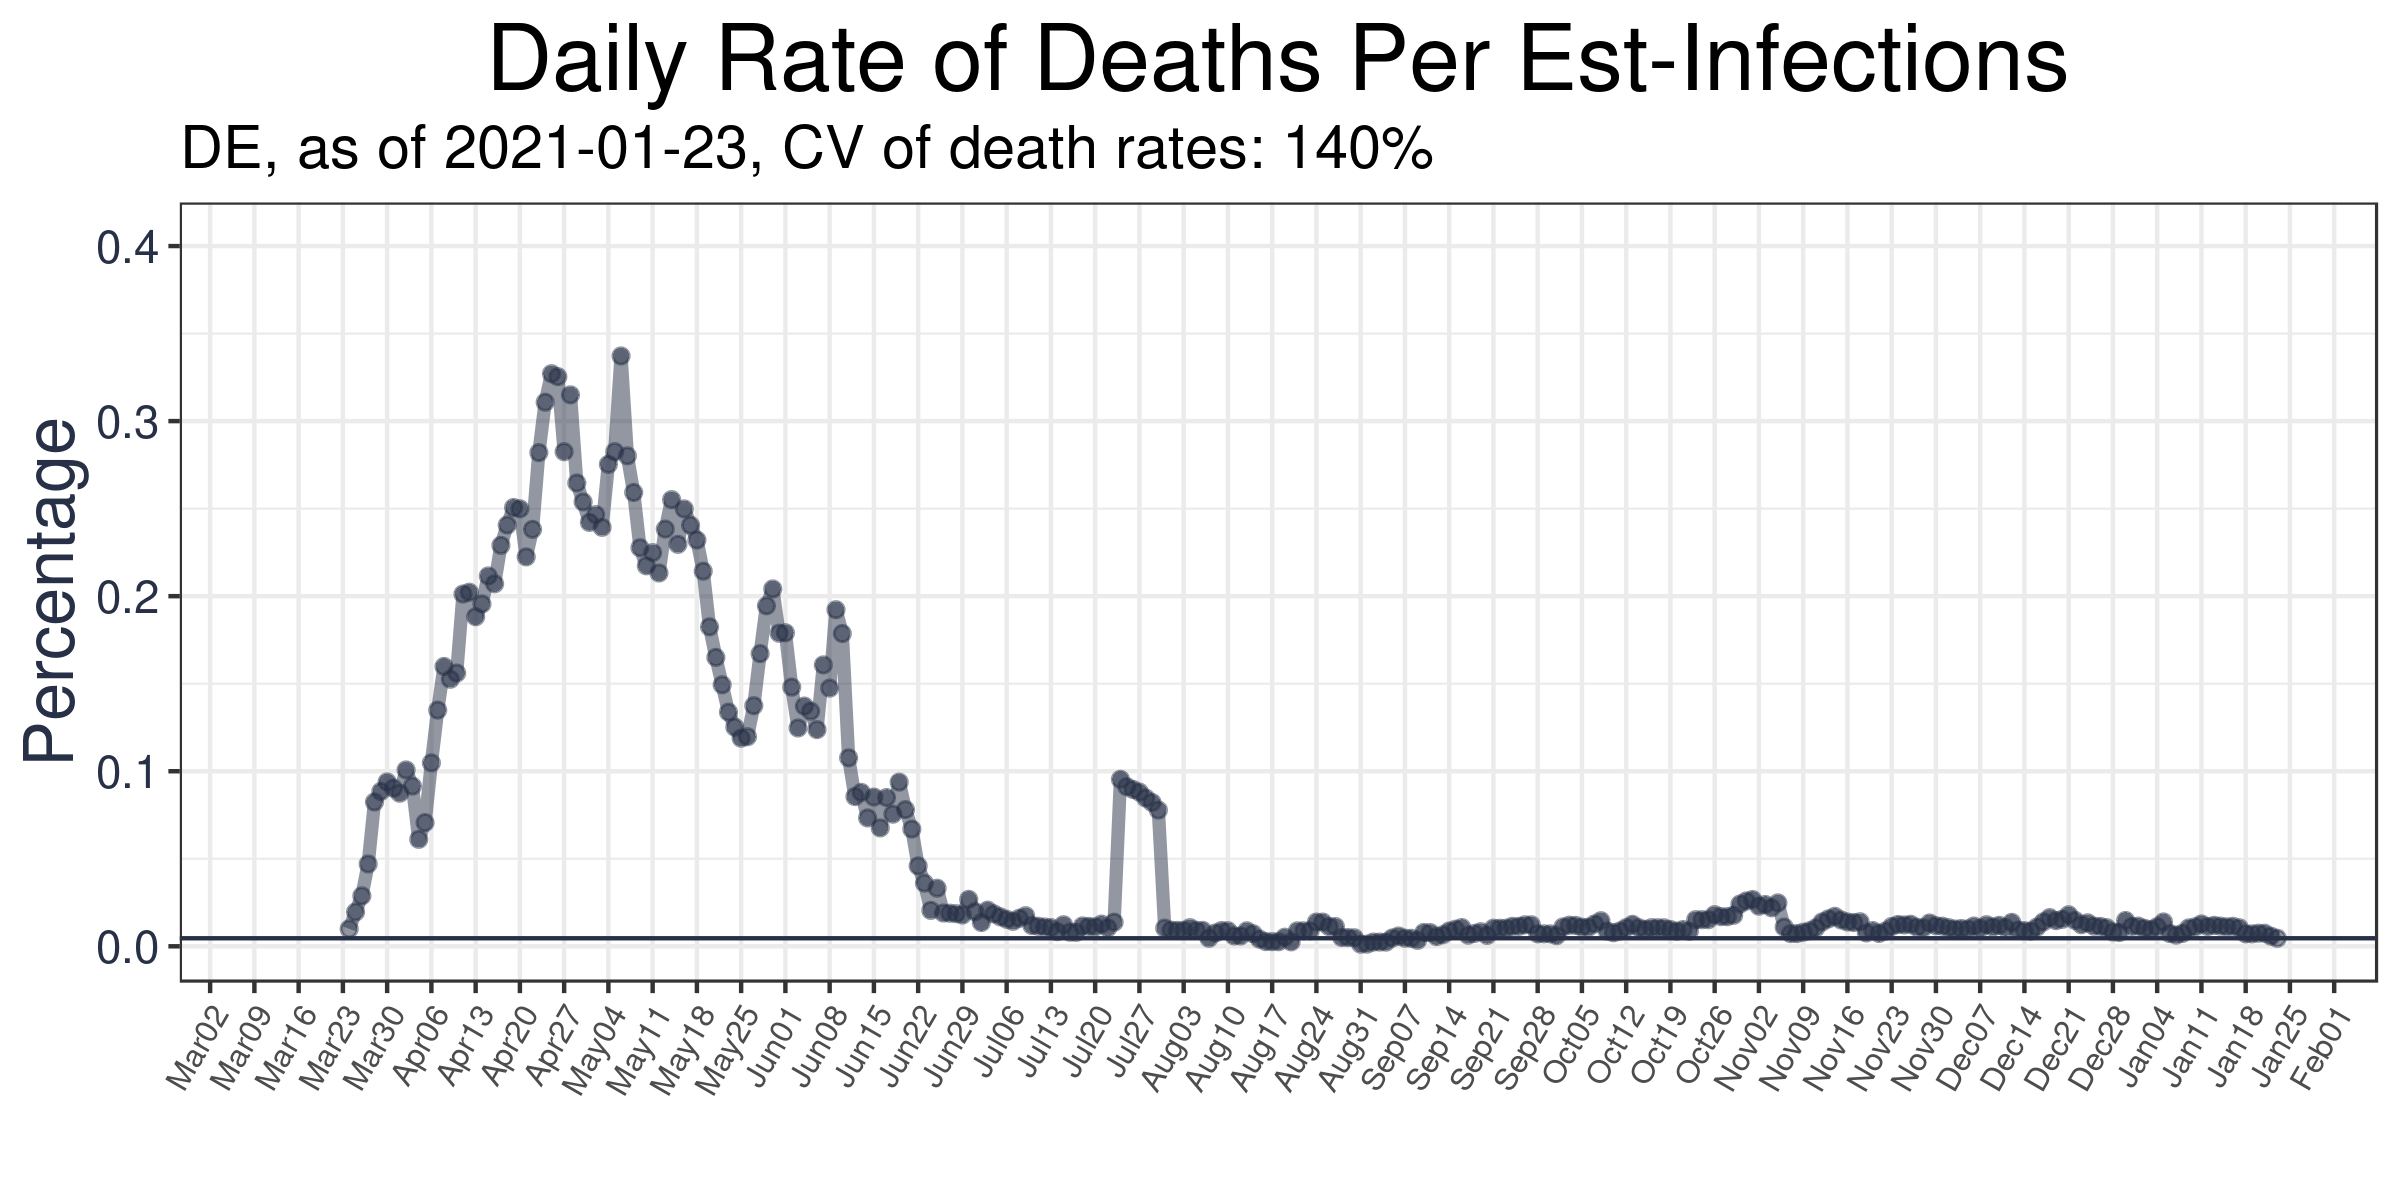 Daily Rate of Deaths Per Est-Infections
DE, as of 2021-01-23, CV of death rates: 140%
Percentage
0.4
0.3
0.2
0.1
0.0
Mar02
Mar09
Mar16
Mar23
Mar30
Apr06
Apr13
Apr20
Apr27
May04
May11
May18
May25
Jun01
Jun08
Jun15
Jun22
Jun29
Jul06
Jul13
Jul20
Jul27
Aug03
Aug10
Aug17
Aug24
Aug31
Sep07
Sep14
Sep21
Sep28
Oct05
Oct12
Oct19
Oct26
Nov02
Nov09
Nov16
Nov23
Nov30
Dec07
Dec14
Dec21
Dec28
Jan04
Jan11
Jan18
Jan25
Feb01